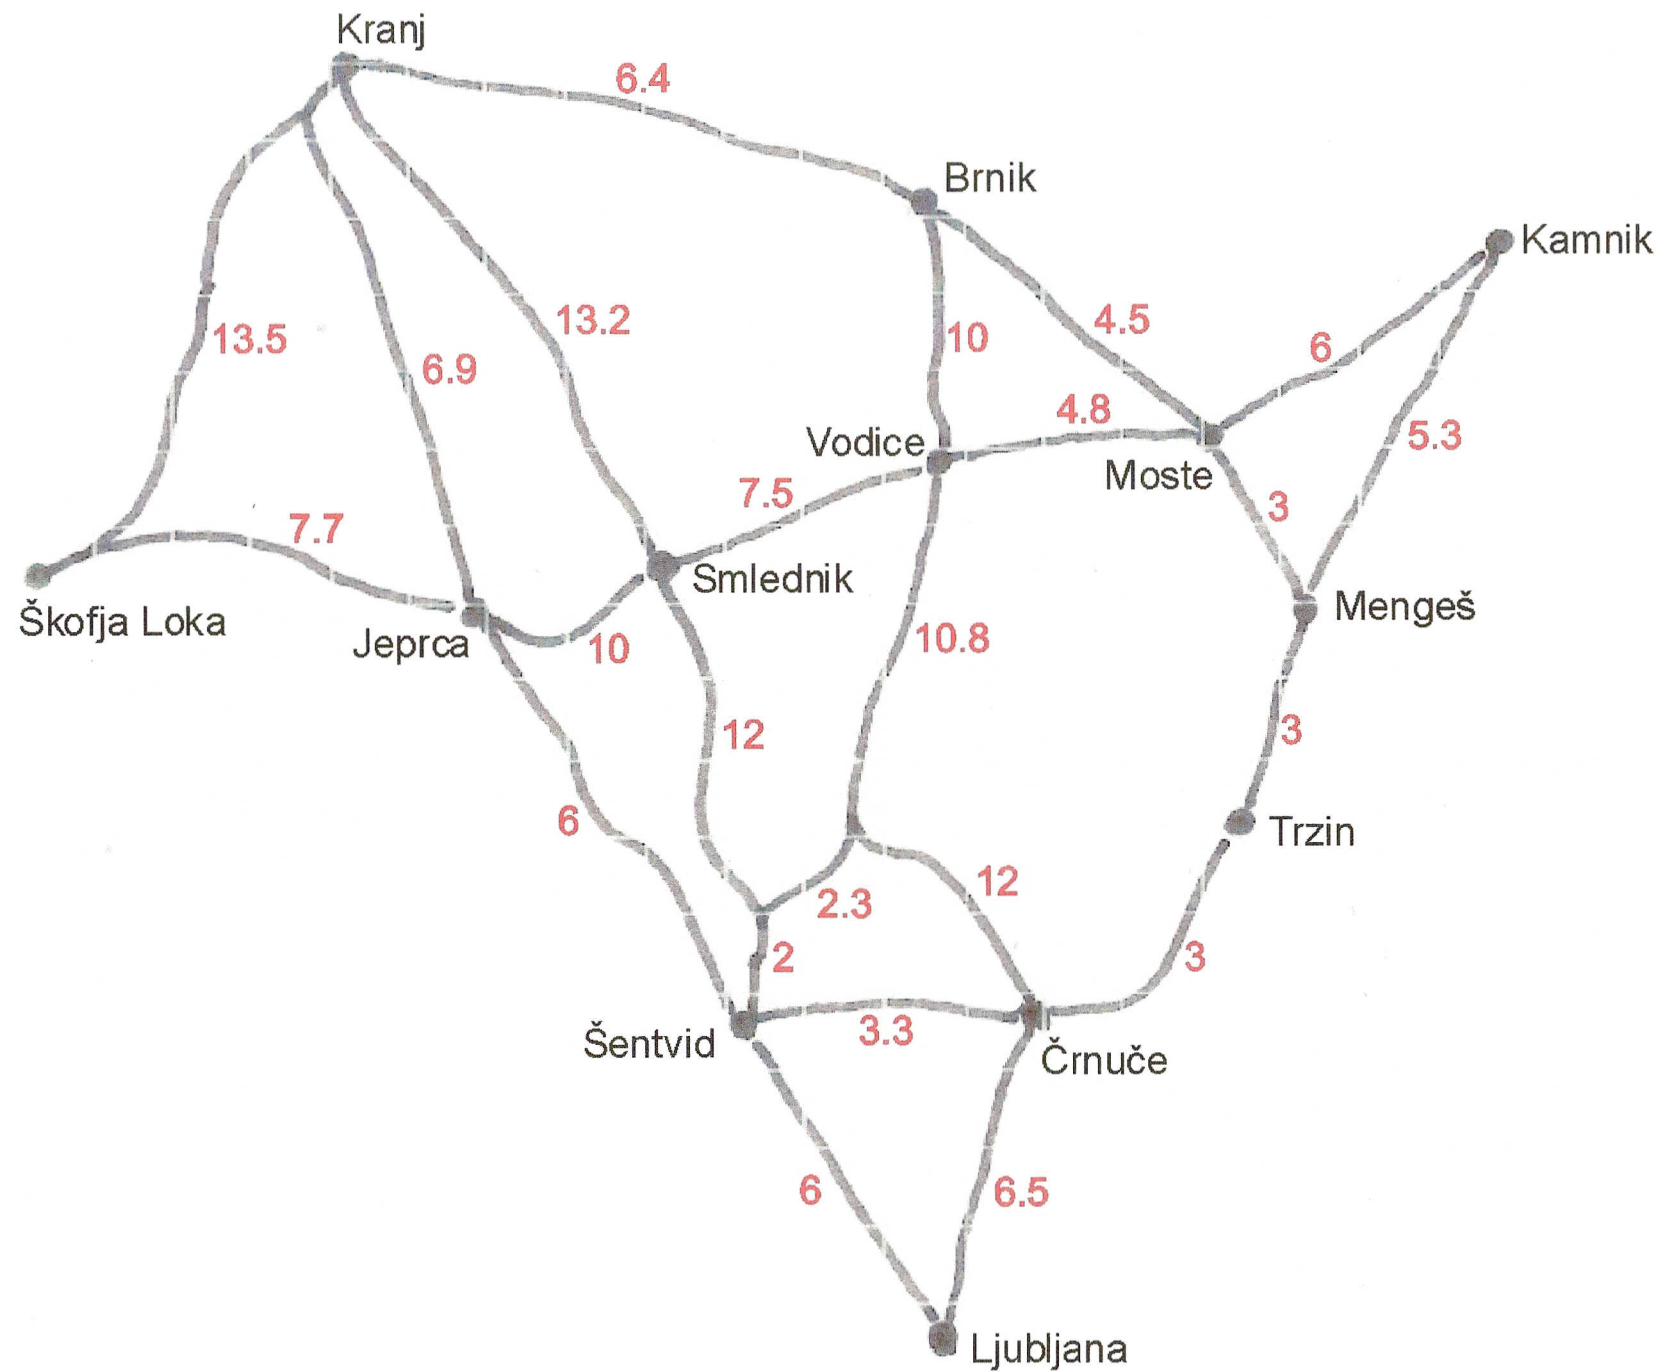 Kranj
6.4
Brnik
Kamnik
13.5
13.2
10
4.5
6
6.9
4.8
Vodice
5.3
Moste
7.5
3
7.7
Smlednik
Mengeš
Škofja Loka
Jeprca
10
10.8
12
3
6
Trzin
12
2.3
2
3
3.3
Šentvid
Črnuče
6
6.5
Ljubljana